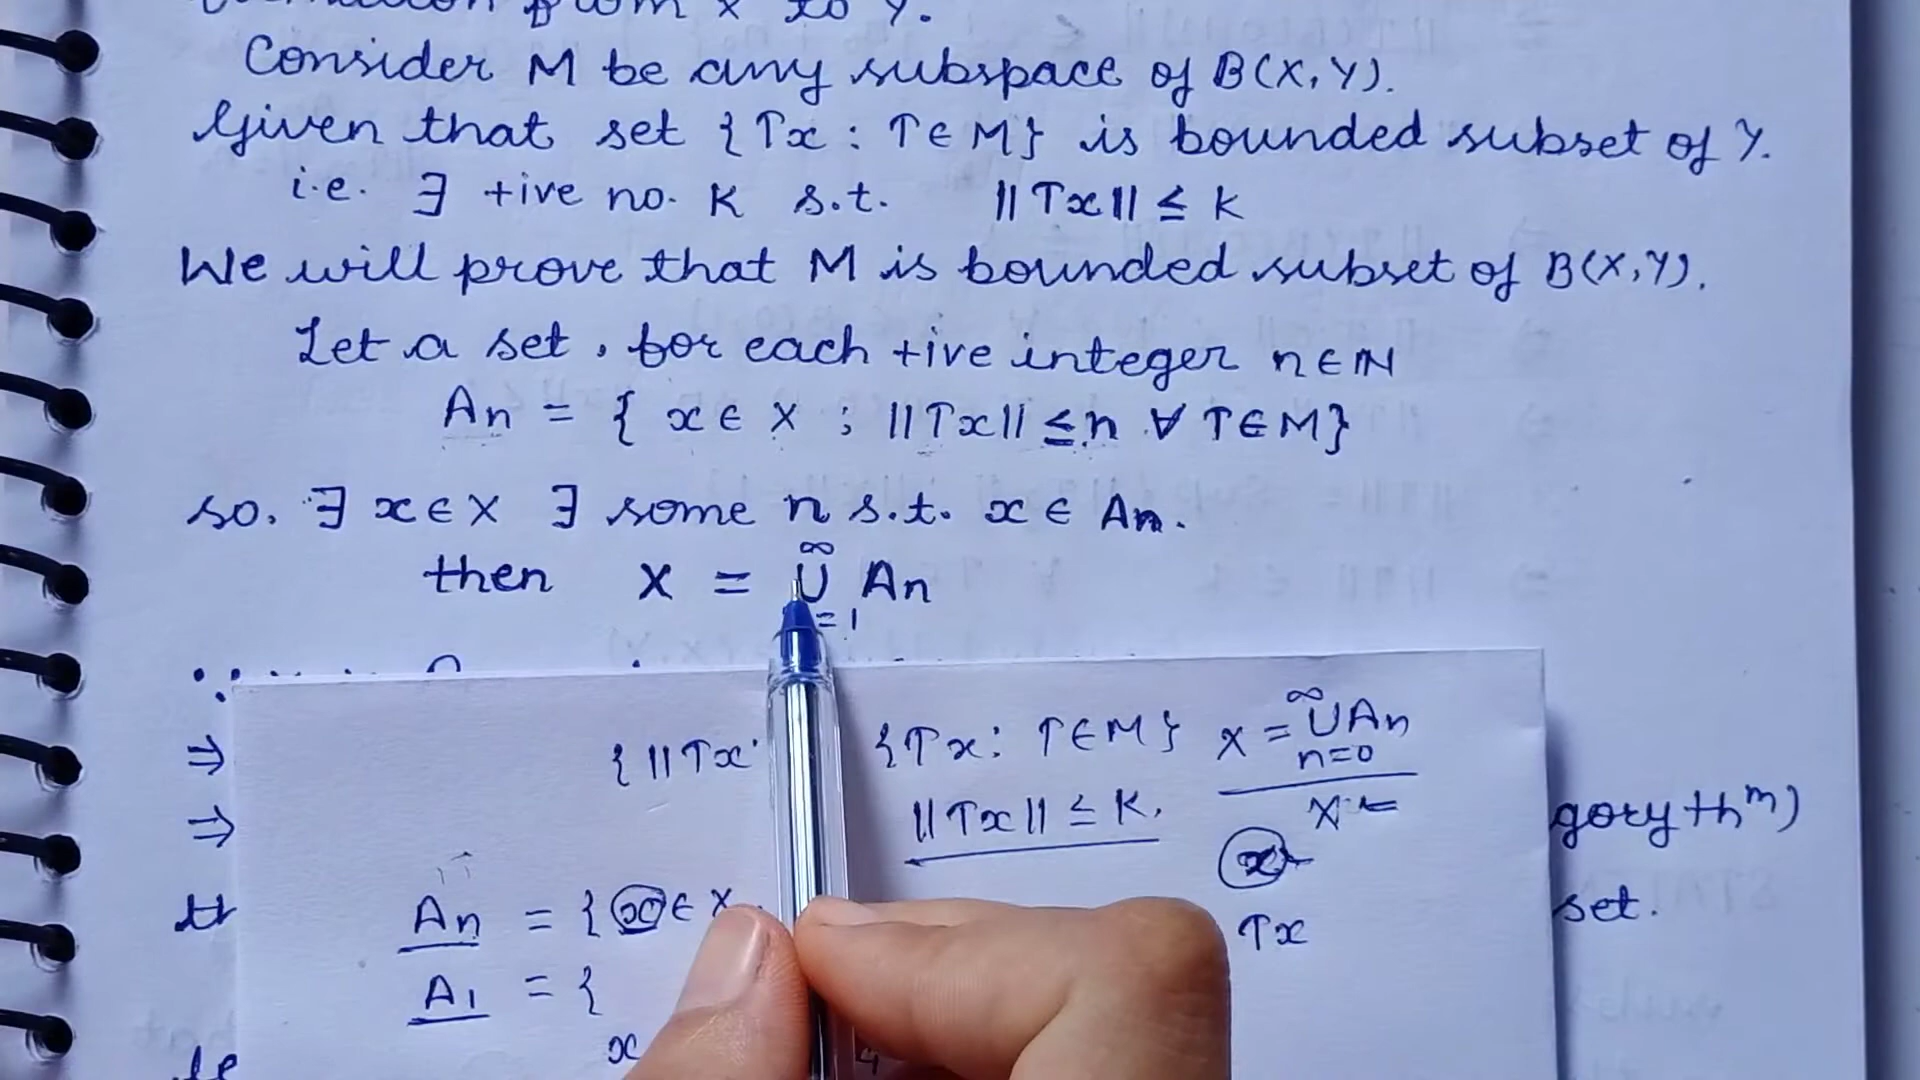 from X to Y.
Consider M be any subspace of B(X,Y).
Given that set {Tx : T∈M} is bounded subset of Y.
i.e. ∃ +ive no. K s.t. ||Tx|| ≤ K
We will prove that M is bounded subset of B(X,Y).
Let a set, for each +ive integer n∈ℕ
An = { x∈X ; ||Tx|| ≤n ∀ T∈M}
so, ∃ x∈X ∃ some n s.t. x∈ An.
then X = ∞ ∪ =1 An
{ ||Tx {Tx: T∈M} X = ∞ ∪ An n=0
⇒
||Tx|| ≤ K. X
⇒ gory thm)
x
An = {x∈X Tx set.
A1 = {
x